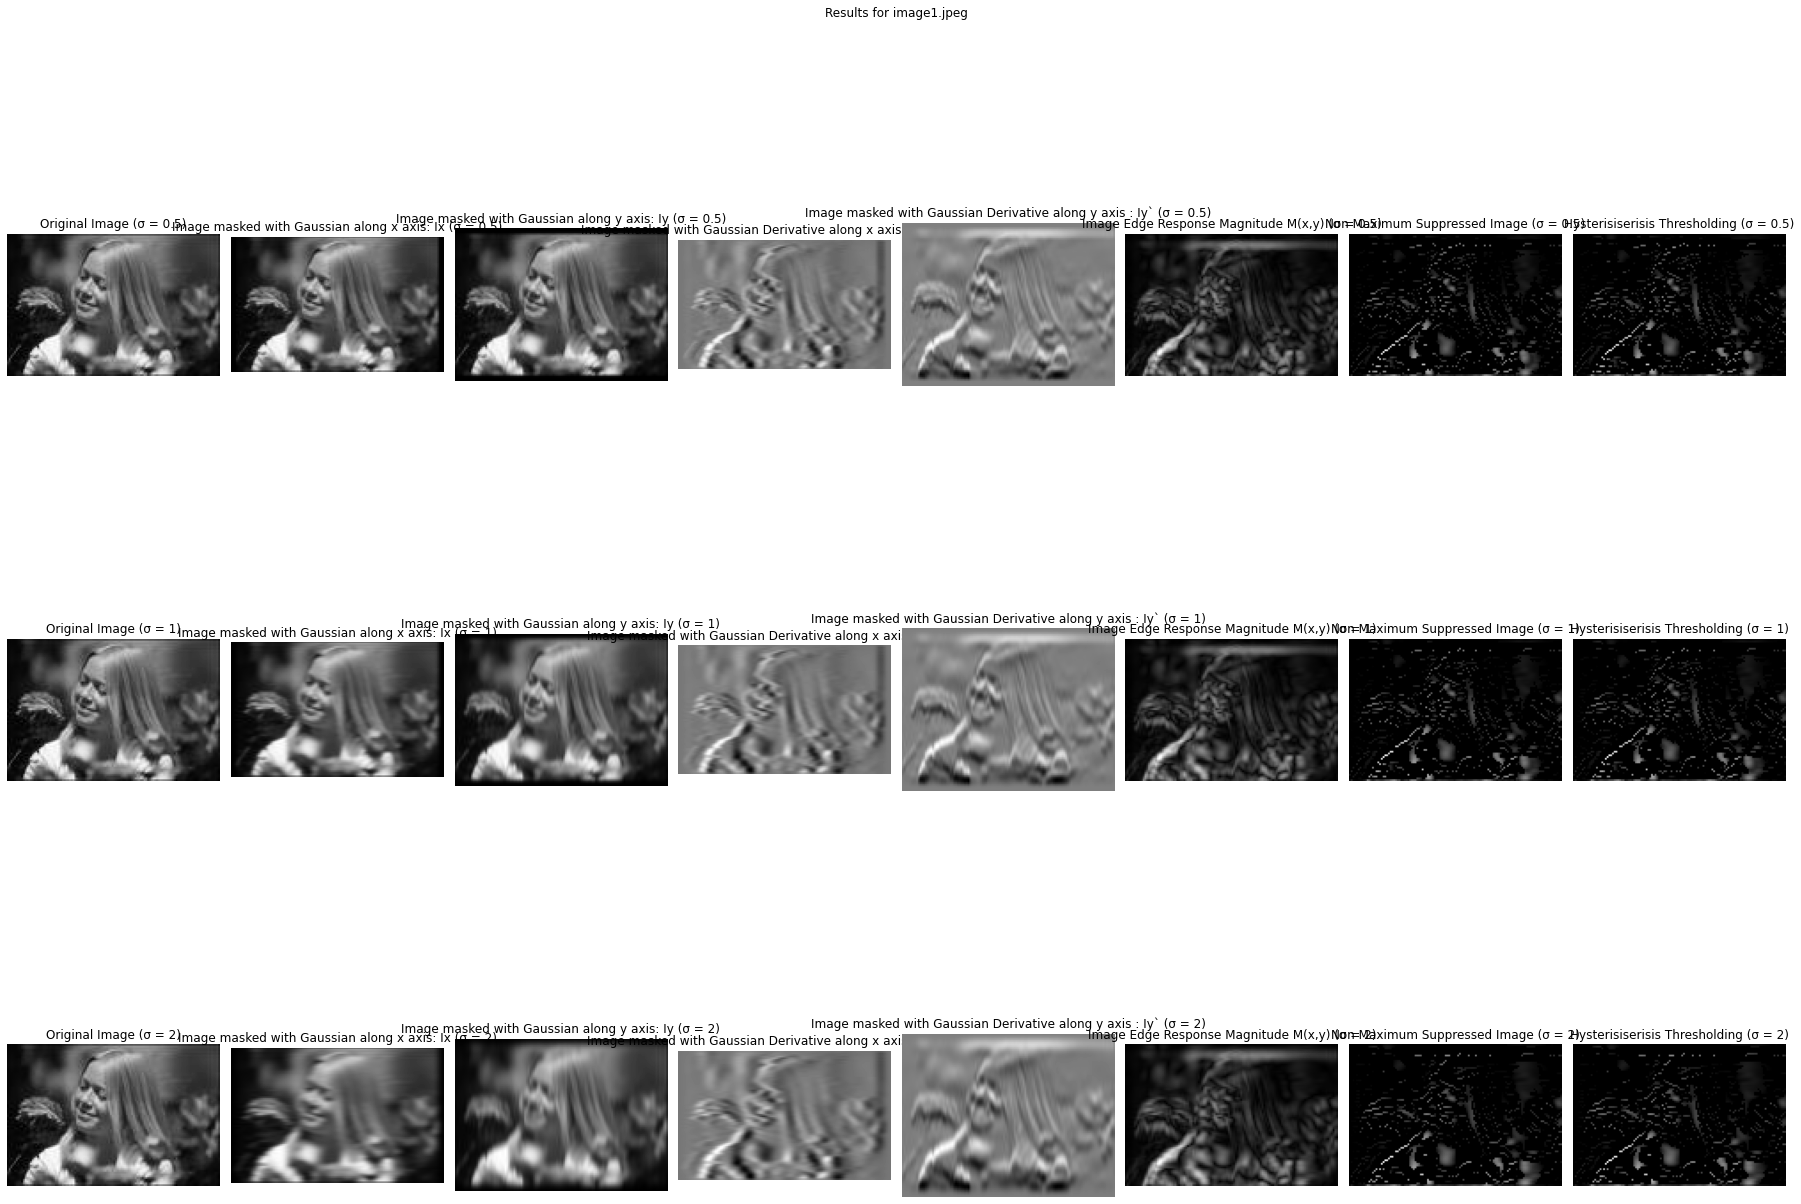 Results for image1.jpeg
Original Image (σ = 0.5)
Image masked with Gaussian along x axis: Ix (σ = 0.5)
Image masked with Gaussian along y axis: Iy (σ = 0.5)
Image masked with Gaussian Derivative along x axis
Image masked with Gaussian Derivative along y axis : Iy` (σ = 0.5)
Image Edge Response Magnitude M(x,y) (σ = 0.5)
Non Maximum Suppressed Image (σ = 0.5)
Hysterisiserisis Thresholding (σ = 0.5)
Original Image (σ = 1)
Image masked with Gaussian along x axis: Ix (σ = 1)
Image masked with Gaussian along y axis: Iy (σ = 1)
Image masked with Gaussian Derivative along x axi
Image masked with Gaussian Derivative along y axis : Iy` (σ = 1)
Image Edge Response Magnitude M(x,y) (σ = 1)
Non Maximum Suppressed Image (σ = 1)
Hysterisiserisis Thresholding (σ = 1)
Original Image (σ = 2)
Image masked with Gaussian along x axis: Ix (σ = 2)
Image masked with Gaussian along y axis: Iy (σ = 2)
Image masked with Gaussian Derivative along x axi
Image masked with Gaussian Derivative along y axis : Iy` (σ = 2)
Image Edge Response Magnitude M(x,y) (σ = 2)
Non Maximum Suppressed Image (σ = 2)
Hysterisiserisis Thresholding (σ = 2)